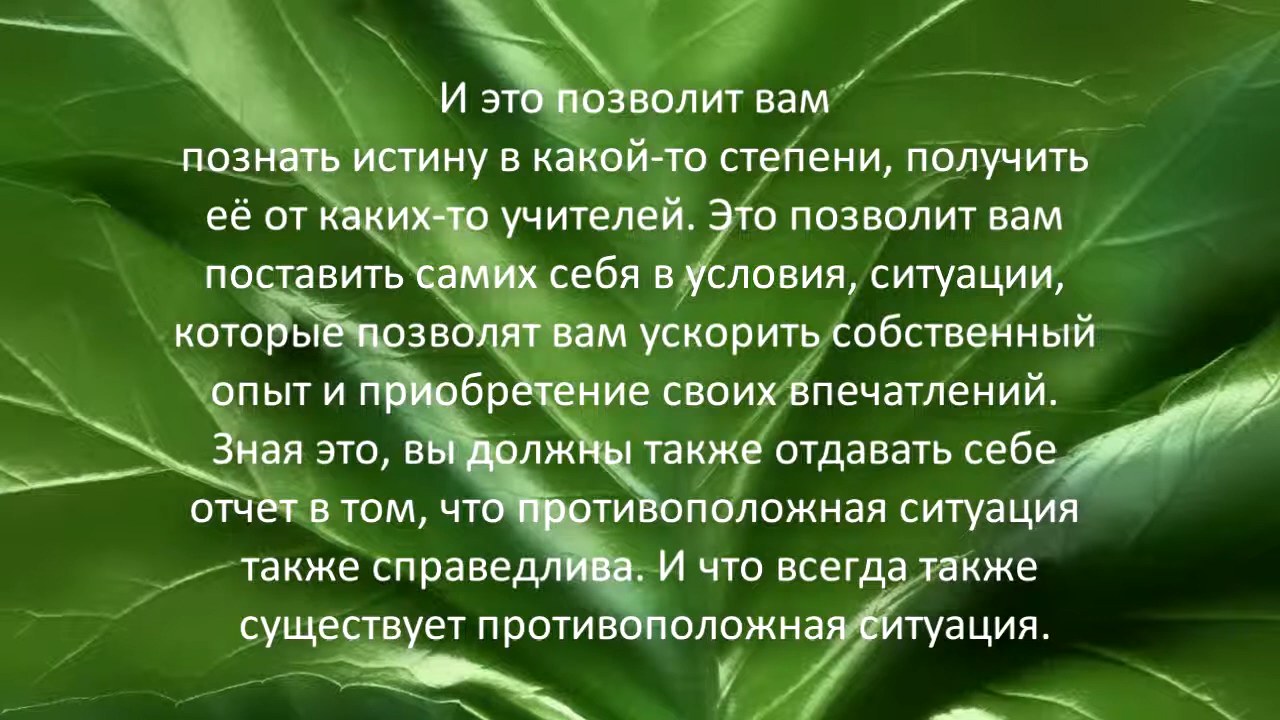 И это позволит вам
познать истину в какой-то степени, получить
её от каких-то учителей. Это позволит вам
поставить самих себя в условия, ситуации,
которые позволят вам ускорить собственный
опыт и приобретение своих впечатлений.
Зная это, вы должны также отдавать себе
отчет в том, что противоположная ситуация
также справедлива. И что всегда также
существует противоположная ситуация.